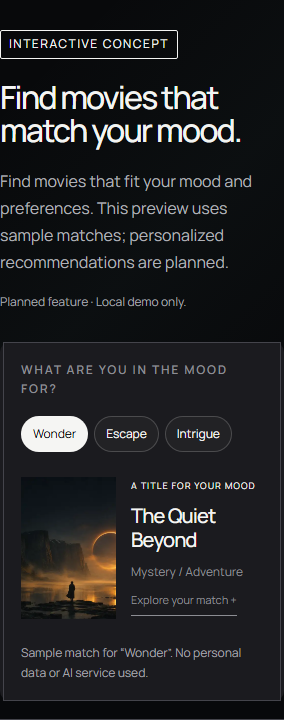 INTERACTIVE CONCEPT
Find movies that
match your mood.
Find movies that fit your mood and
preferences. This preview uses
sample matches; personalized
recommendations are planned.
Planned feature · Local demo only.
WHAT ARE YOU IN THE MOOD
FOR?
Wonder Escape Intrigue
A TITLE FOR YOUR MOOD
The Quiet
Beyond
Mystery / Adventure
Explore your match +
Sample match for “Wonder”. No personal
data or AI service used.